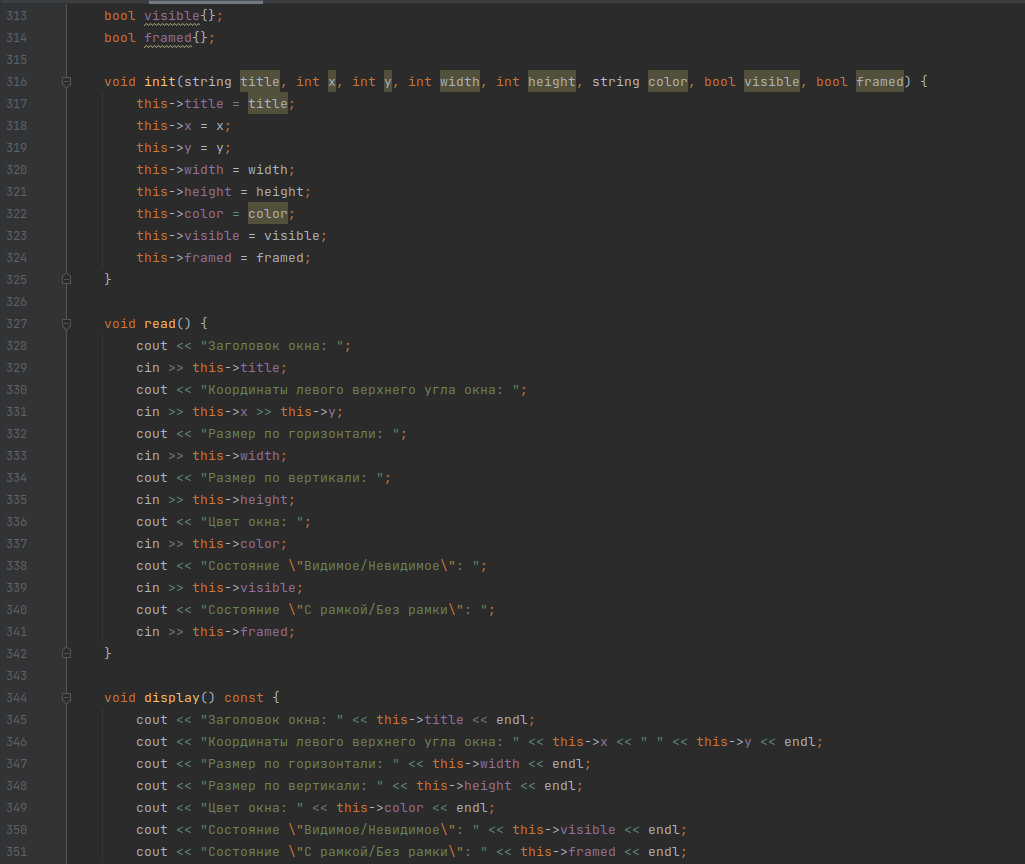 313 bool visible{};
314 bool framed{};
315
316 void init(string title, int x, int y, int width, int height, string color, bool visible, bool framed) {
317 this->title = title;
318 this->x = x;
319 this->y = y;
320 this->width = width;
321 this->height = height;
322 this->color = color;
323 this->visible = visible;
324 this->framed = framed;
325 }
326
327 void read() {
328 cout << "Заголовок окна: ";
329 cin >> this->title;
330 cout << "Координаты левого верхнего угла окна: ";
331 cin >> this->x >> this->y;
332 cout << "Размер по горизонтали: ";
333 cin >> this->width;
334 cout << "Размер по вертикали: ";
335 cin >> this->height;
336 cout << "Цвет окна: ";
337 cin >> this->color;
338 cout << "Состояние \"Видимое/Невидимое\": ";
339 cin >> this->visible;
340 cout << "Состояние \"С рамкой/Без рамки\": ";
341 cin >> this->framed;
342 }
343
344 void display() const {
345 cout << "Заголовок окна: " << this->title << endl;
346 cout << "Координаты левого верхнего угла окна: " << this->x << " " << this->y << endl;
347 cout << "Размер по горизонтали: " << this->width << endl;
348 cout << "Размер по вертикали: " << this->height << endl;
349 cout << "Цвет окна: " << this->color << endl;
350 cout << "Состояние \"Видимое/Невидимое\": " << this->visible << endl;
351 cout << "Состояние \"С рамкой/Без рамки\": " << this->framed << endl;